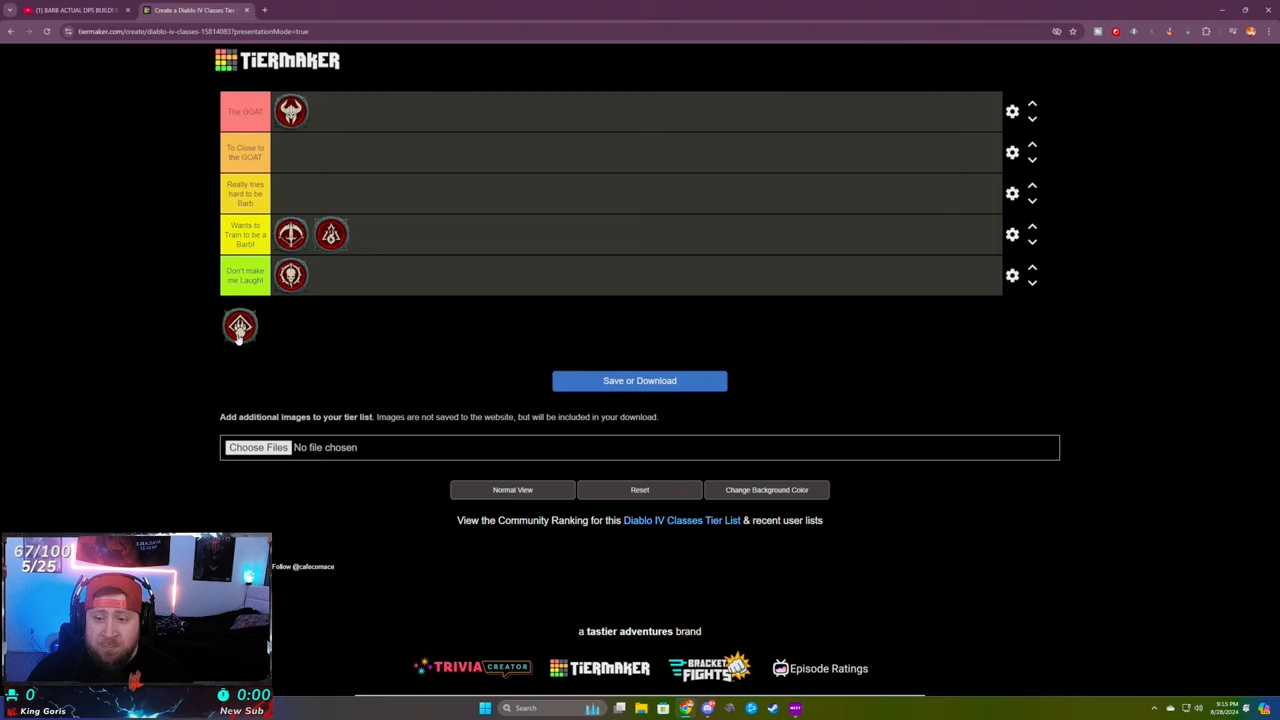 (1) BARB ACTUAL DPS BUILD!
Create a Diablo IV Classes Tier
tiermaker.com/create/diablo-iv-classes-15814083?presentationMode=true
TiERMAKER
The GOAT
To Close to
the GOAT
Really tries
hard to be
Barb
Wants to
Train to be a
Barb!
Don't make
me Laugh!
Save or Download
Add additional images to your tier list. Images are not saved to the website, but will be included in your download.
Choose Files No file chosen
Normal View
Reset
Change Background Color
View the Community Ranking for this Diablo IV Classes Tier List & recent user lists
67/100
5/25
Follow @cafecomace
a tastier adventures brand
TRIVIA CREATOR
TiERMAKER
BRACKET FIGHTS
Episode Ratings
0
0:00
King Goris
New Sub
Search
NEXT
9:15 PM
8/28/2024